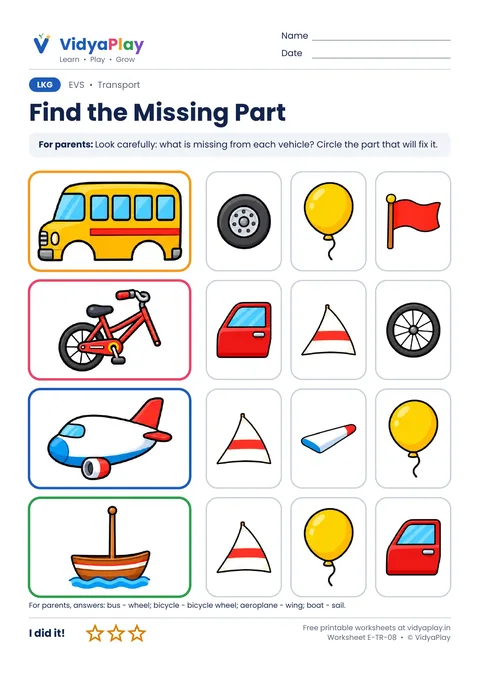 VidyaPlay
Learn • Play • Grow
Name
Date
LKG EVS • Transport
Find the Missing Part
For parents: Look carefully: what is missing from each vehicle? Circle the part that will fix it.
For parents, answers: bus - wheel; bicycle - bicycle wheel; aeroplane - wing; boat - sail.
I did it!
Free printable worksheets at vidyaplay.in
Worksheet E-TR-08 • © VidyaPlay